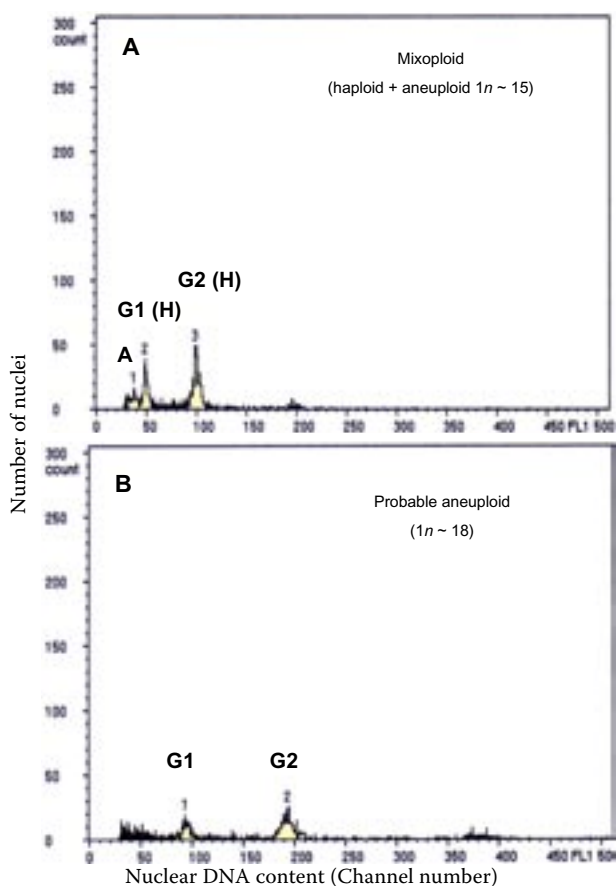 300
count
A
Mixoploid
(haploid + aneuploid 1n ~ 15)
250
200
150
100
G2 (H)
G1 (H)
50
A
1
2
3
0
0 50 100 150 200 250 300 350 400 450 FL1 500
Number of nuclei
300
count
B
Probable aneuploid
(1n ~ 18)
250
200
150
100
G1
G2
50
1
2
0
0 50 100 150 200 250 300 350 400 450 FL1 500
Nuclear DNA content (Channel number)